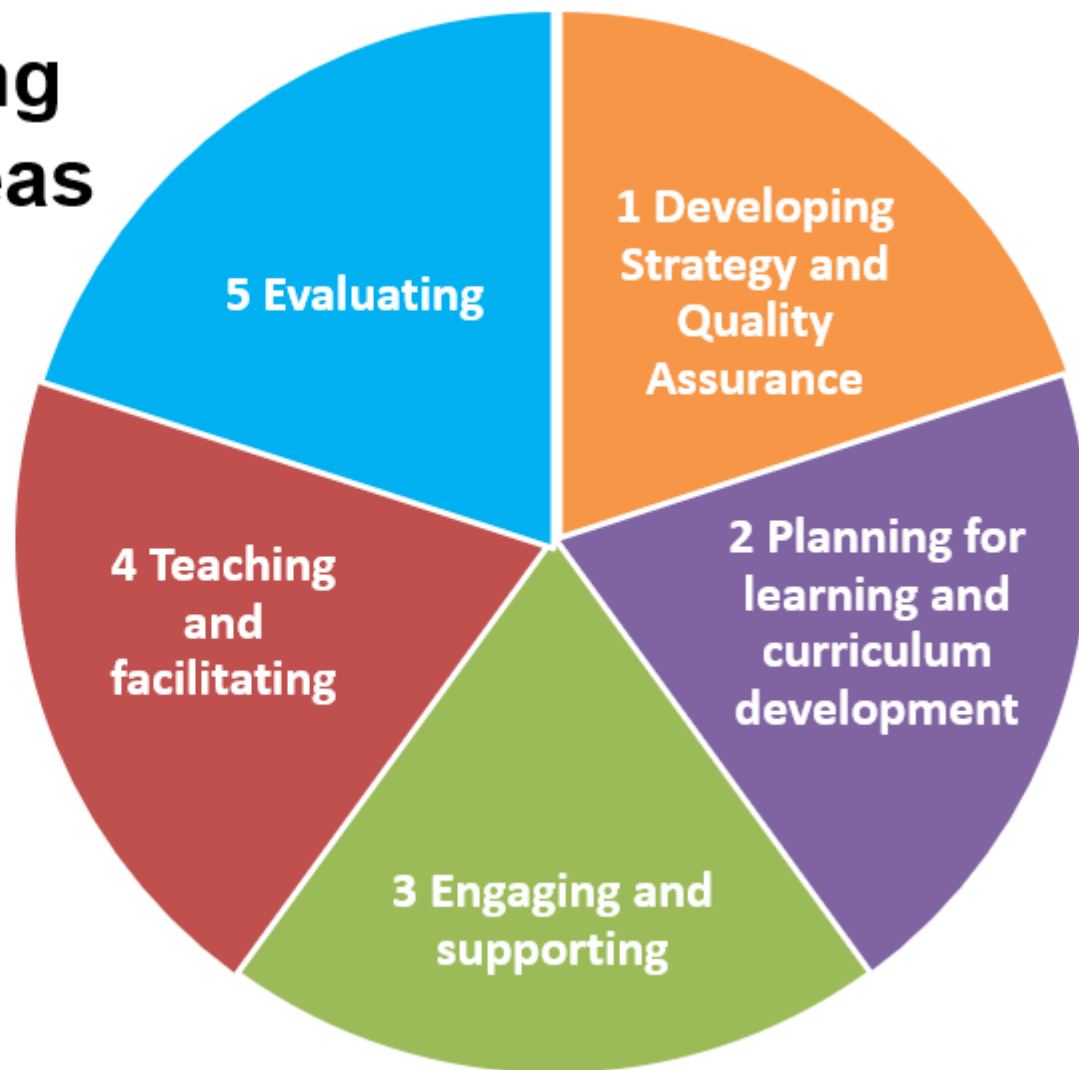 1 Developing
Strategy and
Quality
Assurance
2 Planning for
learning and
curriculum
development
3 Engaging and
supporting
4 Teaching
and
facilitating
5 Evaluating